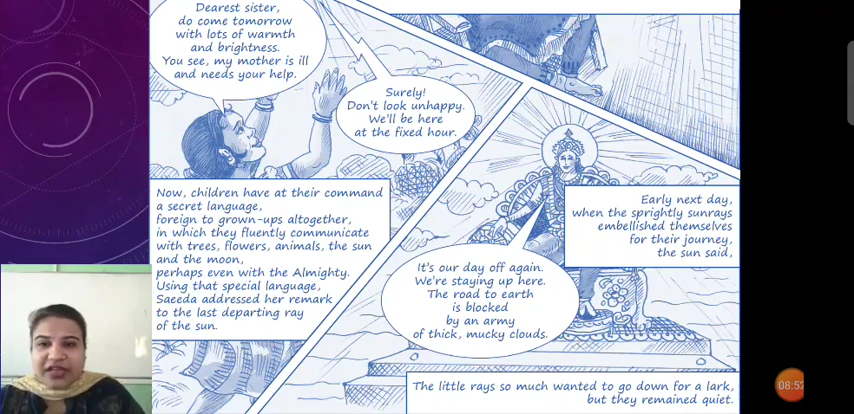 Dearest sister,
do come tomorrow
with lots of warmth
and brightness.
You see, my mother is ill
and needs your help.
Surely!
Don't look unhappy.
We'll be here
at the fixed hour.
Now, children have at their command
a secret language,
foreign to grown-ups altogether,
in which they fluently communicate
with trees, flowers, animals, the sun
and the moon,
perhaps even with the Almighty.
Using that special language,
Saeeda addressed her remark
to the last departing ray
of the sun.
Early next day,
when the sprightly sunrays
embellished themselves
for their journey,
the sun said,
It's our day off again.
We're staying up here.
The road to earth
is blocked
by an army
of thick, mucky clouds.
The little rays so much wanted to go down for a lark,
but they remained quiet.